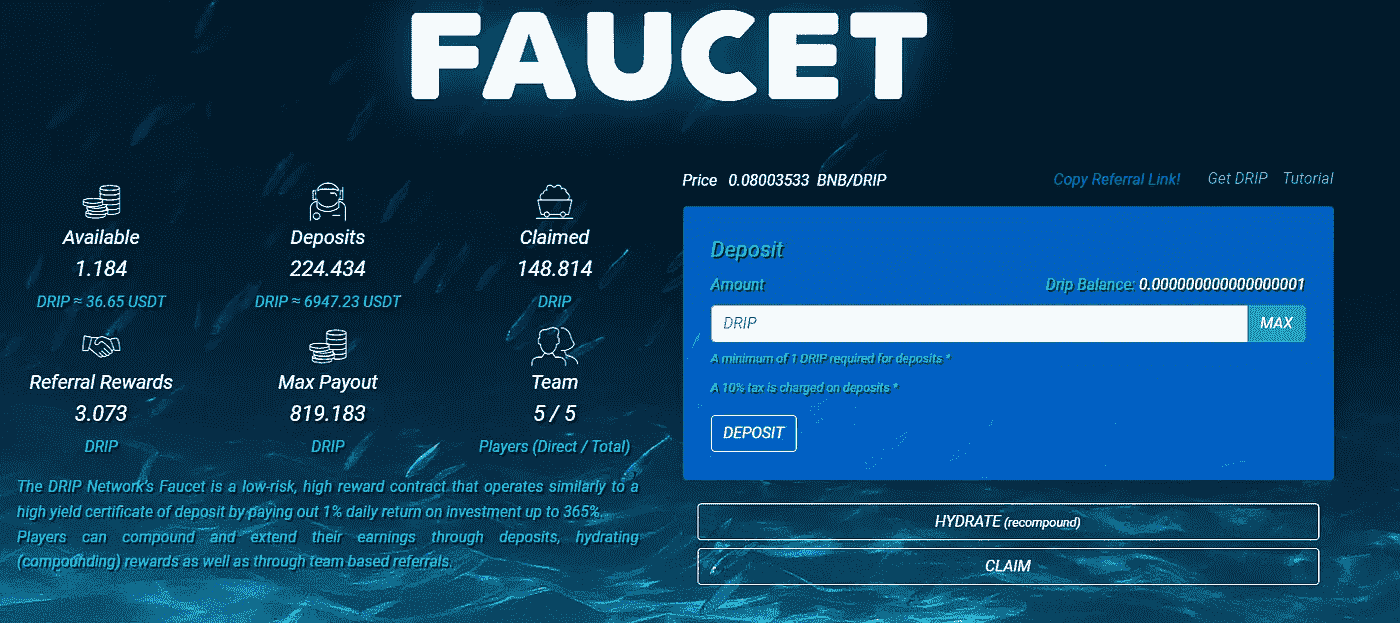 FAUCET
Available
1.184
DRIP ≈ 36.65 USDT
Deposits
224.434
DRIP ≈ 6947.23 USDT
Claimed
148.814
DRIP
Referral Rewards
3.073
DRIP
Max Payout
819.183
DRIP
Team
5 / 5
Players (Direct / Total)
The DRIP Network's Faucet is a low-risk, high reward contract that operates similarly to a
high yield certificate of deposit by paying out 1% daily return on investment up to 365%.
Players can compound and extend their earnings through deposits, hydrating
(compounding) rewards as well as through team based referrals.
Price 0.08003533 BNB/DRIP
Copy Referral Link! Get DRIP Tutorial
Deposit
Amount
Drip Balance: 0.000000000000000001
DRIP
MAX
A minimum of 1 DRIP required for deposits *
A 10% tax is charged on deposits *
DEPOSIT
HYDRATE (recompound)
CLAIM